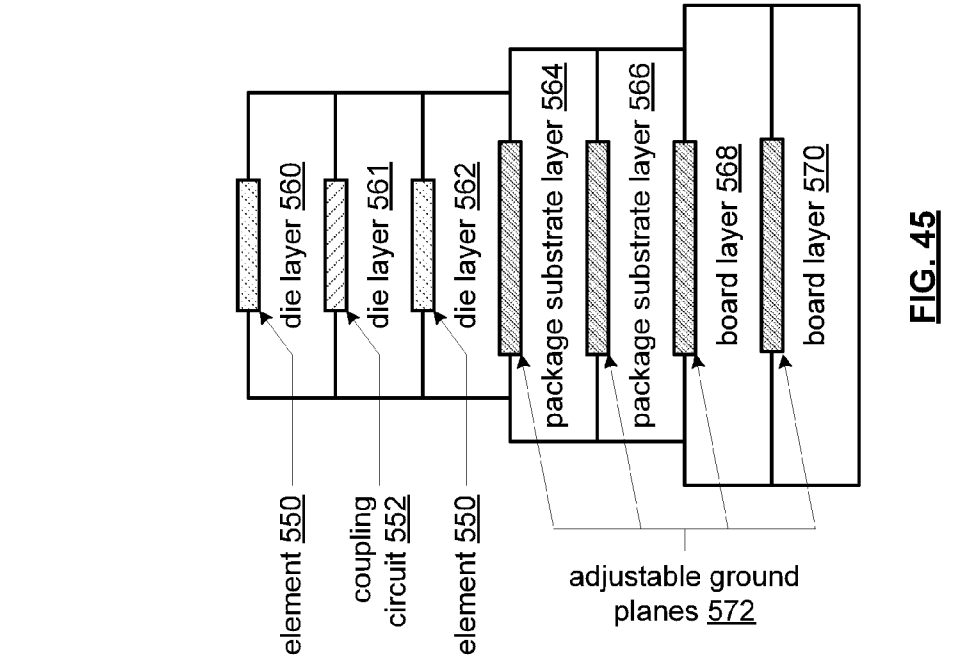 element 550
coupling
circuit 552
element 550
adjustable ground
planes 572
die layer 560
die layer 561
die layer 562
package substrate layer 564
package substrate layer 566
board layer 568
board layer 570
FIG. 45